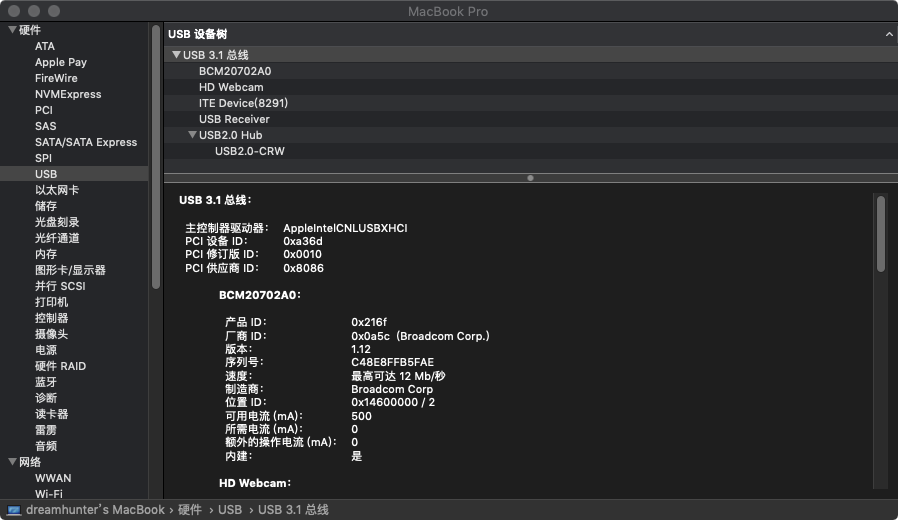 MacBook Pro
硬件
ATA
Apple Pay
FireWire
NVMExpress
PCI
SAS
SATA/SATA Express
SPI
USB
以太网卡
储存
光盘刻录
光纤通道
内存
图形卡/显示器
并行 SCSI
打印机
控制器
摄像头
电源
硬件 RAID
蓝牙
诊断
读卡器
雷雳
音频
网络
WWAN
Wi-Fi
USB 设备树
USB 3.1 总线
BCM20702A0
HD Webcam
ITE Device(8291)
USB Receiver
USB2.0 Hub
USB2.0-CRW
USB 3.1 总线:
主控制器驱动器: AppleIntelCNLUSBXHCI
PCI 设备 ID: 0xa36d
PCI 修订版 ID: 0x0010
PCI 供应商 ID: 0x8086
BCM20702A0:
产品 ID: 0x216f
厂商 ID: 0x0a5c (Broadcom Corp.)
版本: 1.12
序列号: C48E8FFB5FAE
速度: 最高可达 12 Mb/秒
制造商: Broadcom Corp
位置 ID: 0x14600000 / 2
可用电流 (mA): 500
所需电流 (mA): 0
额外的操作电流 (mA): 0
内建: 是
HD Webcam:
dreamhunter's MacBook › 硬件 › USB › USB 3.1 总线